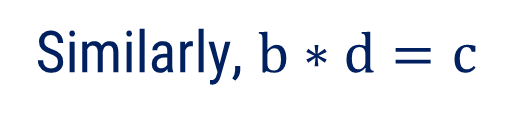 Similarly, b ∗ d = c